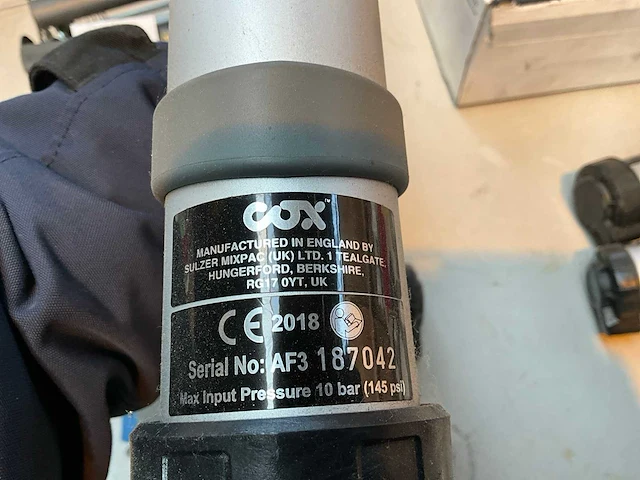 COX™
MANUFACTURED IN ENGLAND BY
SULZER MIXPAC (UK) LTD. 1 TEALGATE,
HUNGERFORD, BERKSHIRE,
RG17 0YT, UK
CE 2018
Serial No: AF3 187042
Max Input Pressure 10 bar (145 psi)